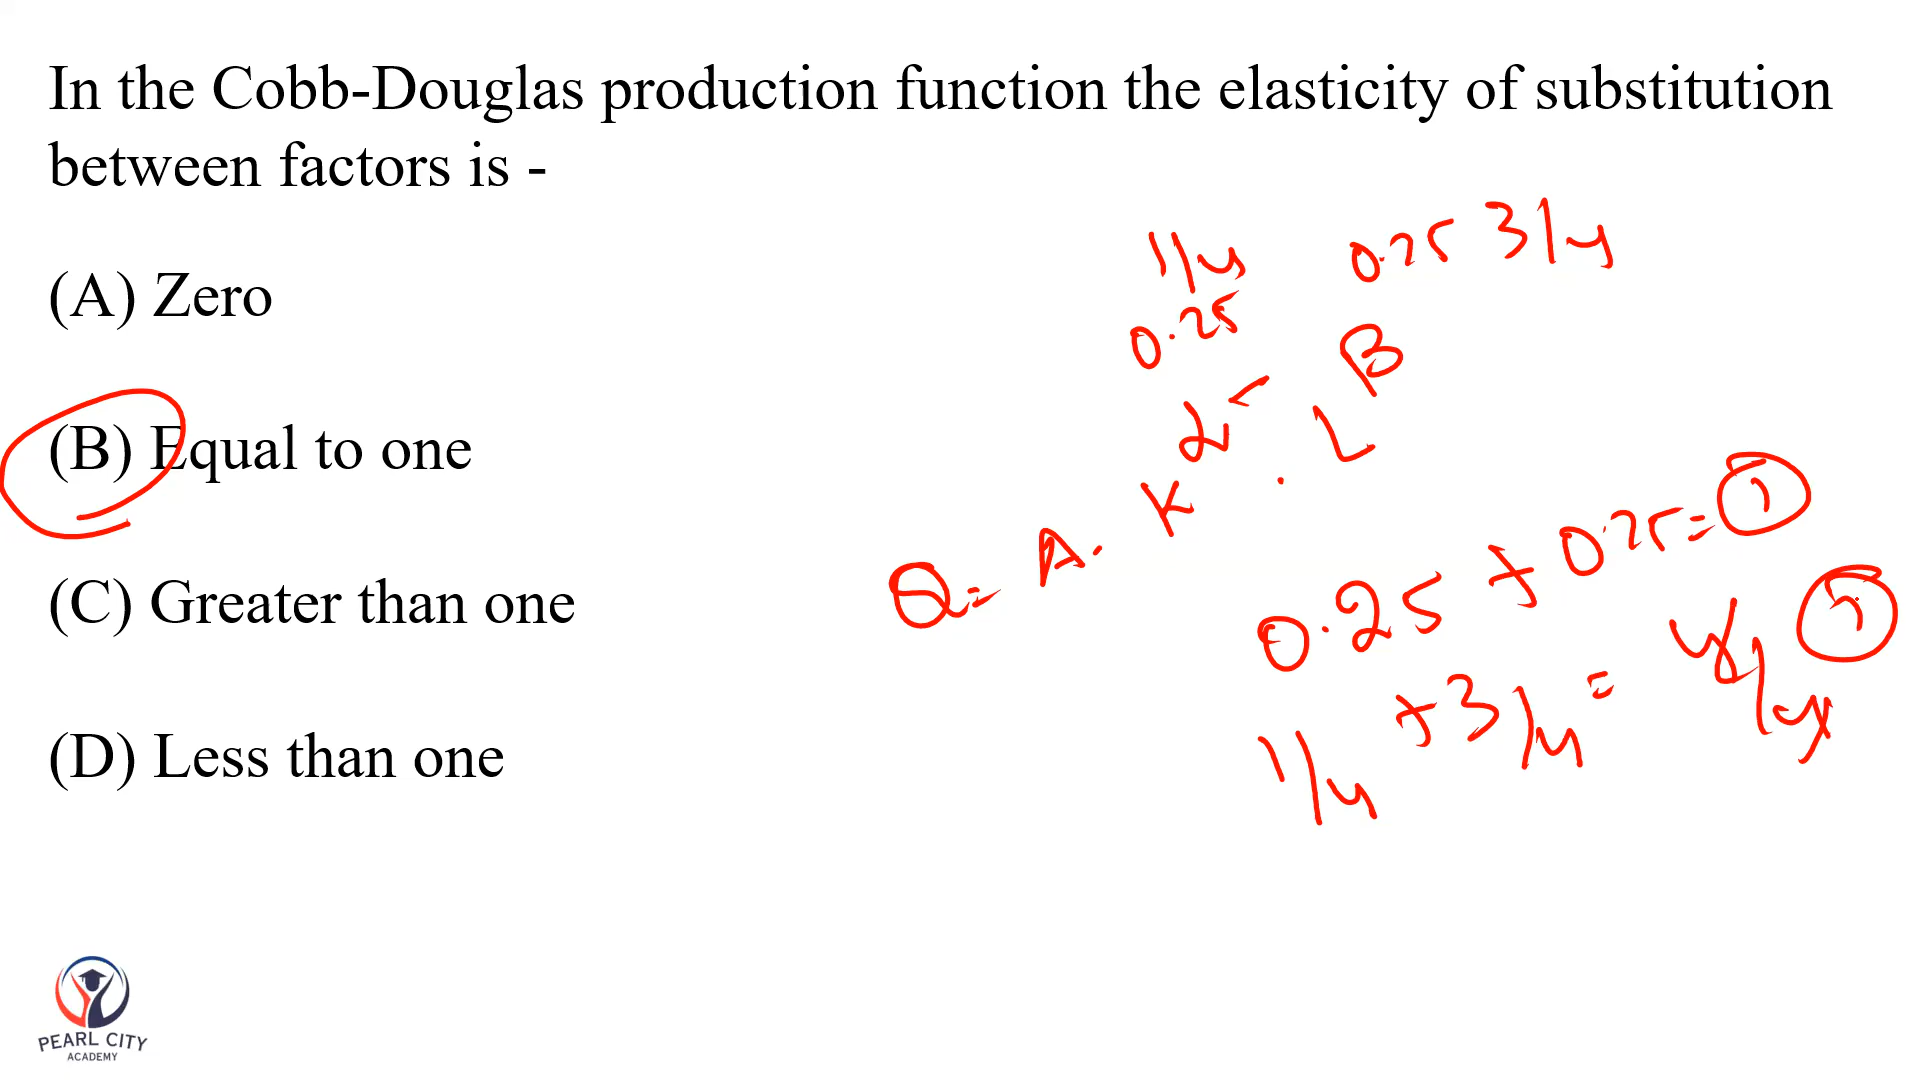 In the Cobb-Douglas production function the elasticity of substitution
between factors is -
(A) Zero
(B) Equal to one
(C) Greater than one
(D) Less than one
1/4
0.25
0.25 3/4
Q = A. K α . L B
0.25 + 0.25 = 1
1/4 + 3/4 = 4/4 1
PEARL CITY
ACADEMY